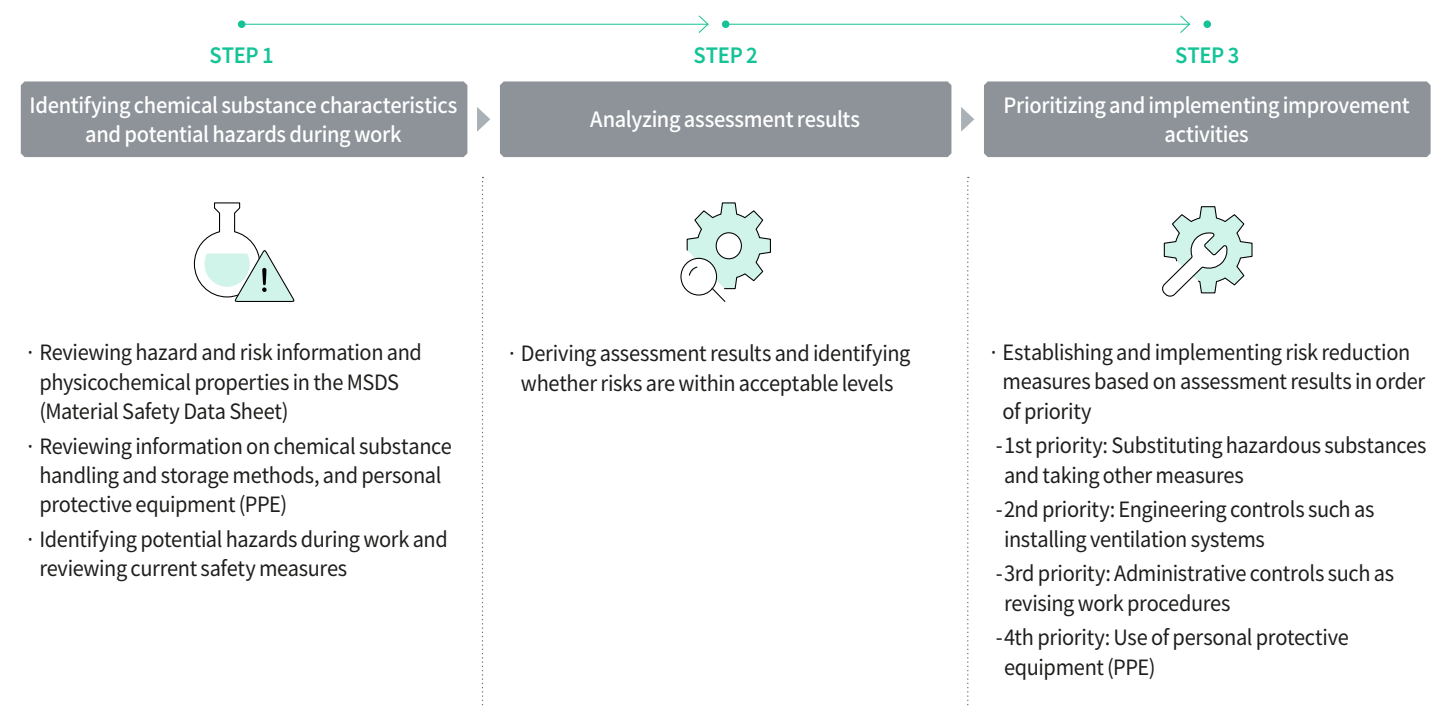 STEP 1
Identifying chemical substance characteristics
and potential hazards during work
· Reviewing hazard and risk information and
physicochemical properties in the MSDS
(Material Safety Data Sheet)
· Reviewing information on chemical substance
handling and storage methods, and personal
protective equipment (PPE)
· Identifying potential hazards during work and
reviewing current safety measures
STEP 2
Analyzing assessment results
· Deriving assessment results and identifying
whether risks are within acceptable levels
STEP 3
Prioritizing and implementing improvement
activities
· Establishing and implementing risk reduction
measures based on assessment results in order
of priority
-1st priority: Substituting hazardous substances
and taking other measures
-2nd priority: Engineering controls such as
installing ventilation systems
-3rd priority: Administrative controls such as
revising work procedures
-4th priority: Use of personal protective
equipment (PPE)